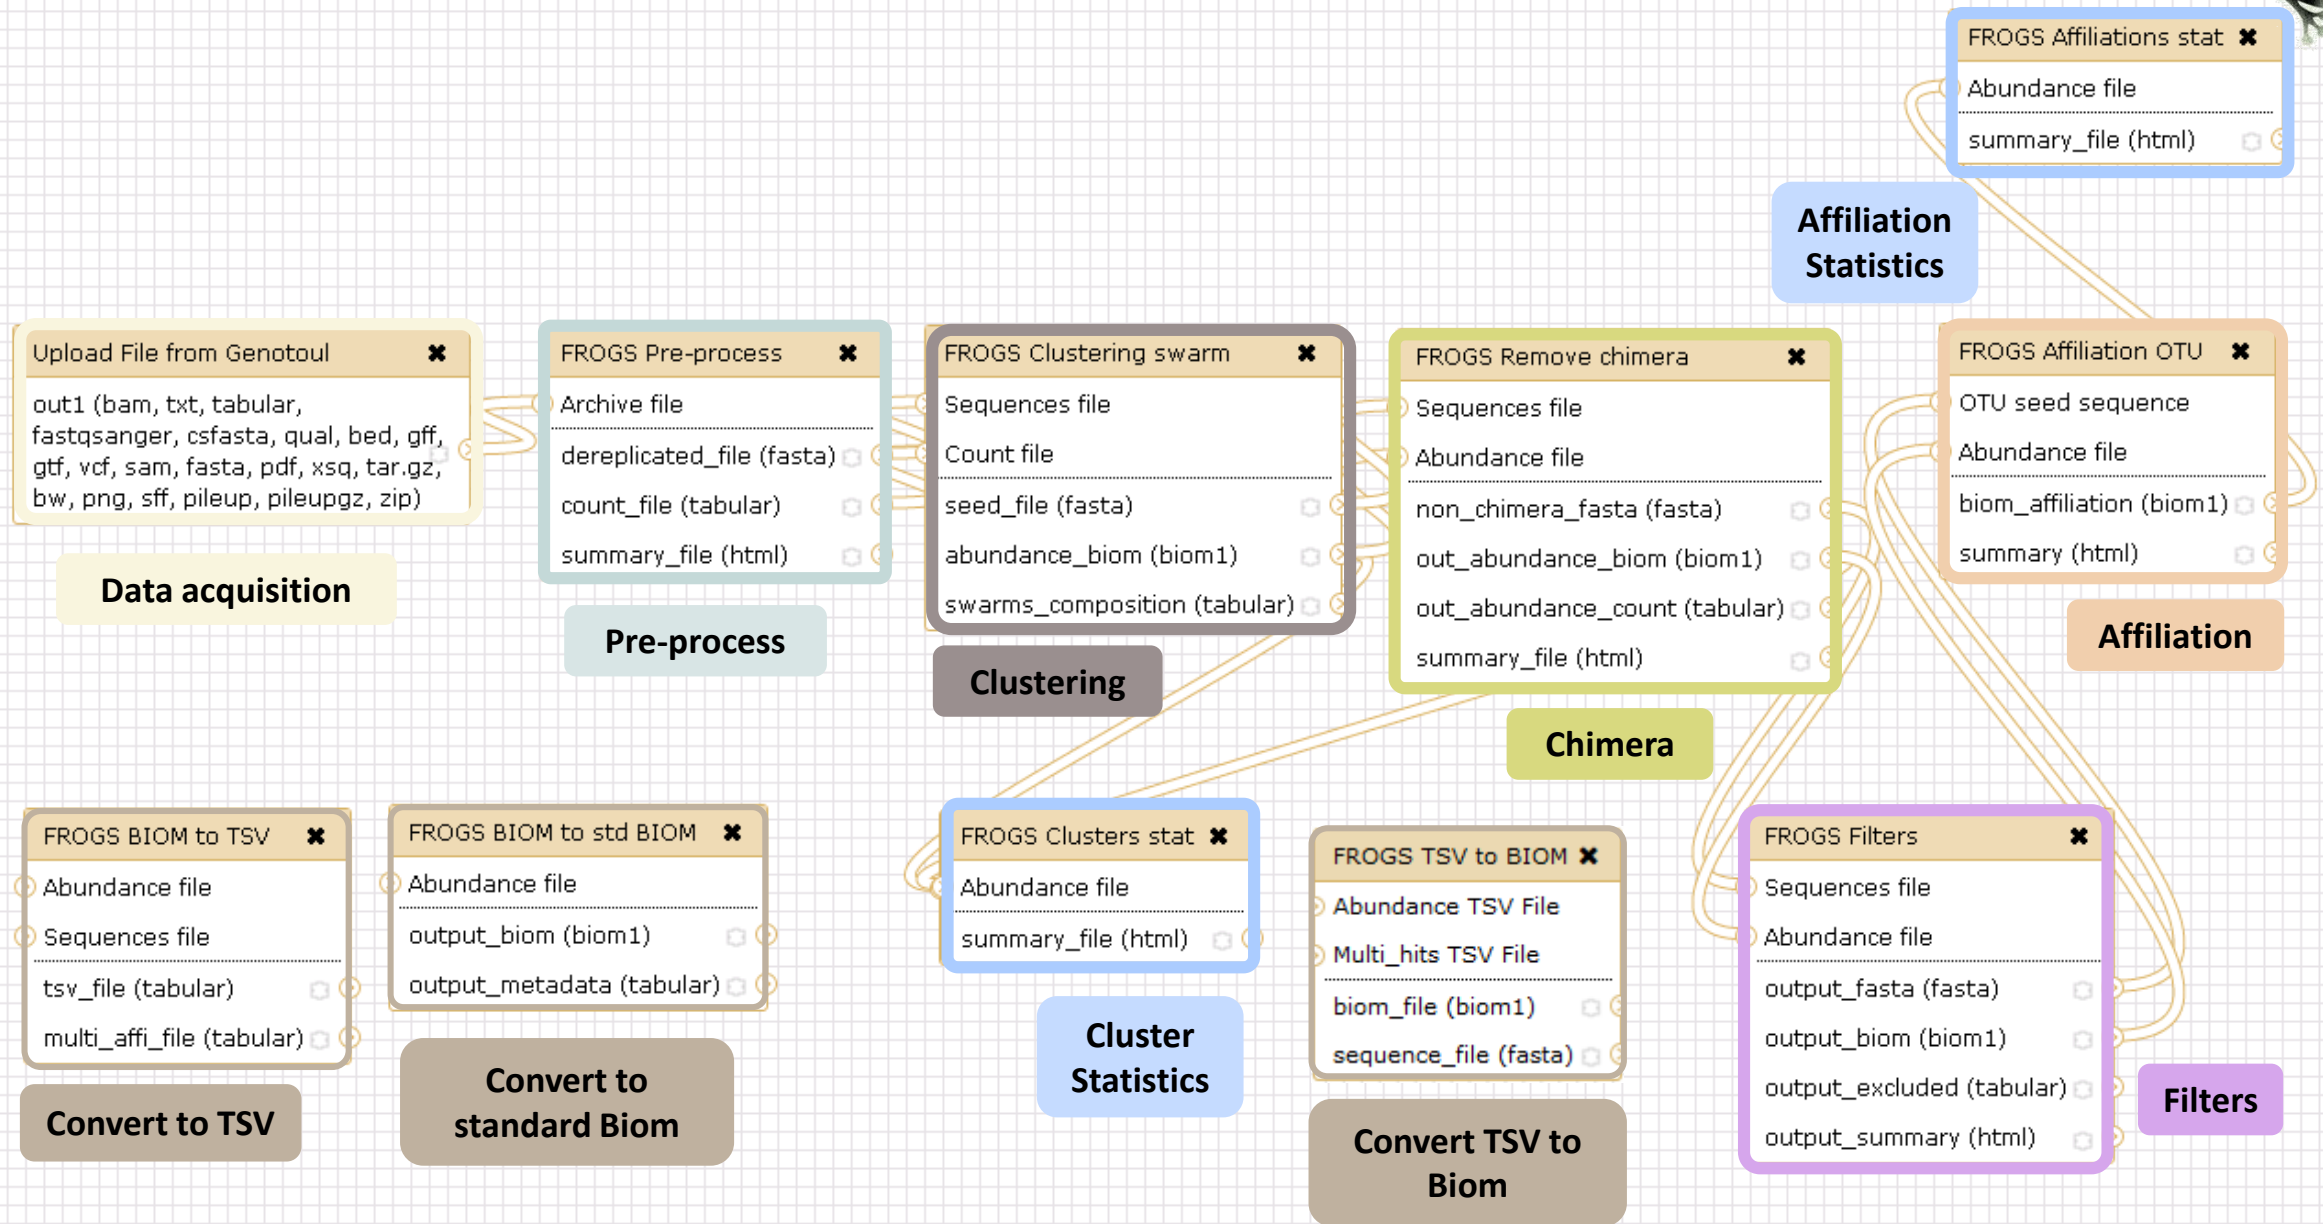 FROGS Affiliations stat
Abundance file
summary_file (html)
Affiliation
Statistics
Upload File from Genotoul
out1 (bam, txt, tabular,
fastqsanger, csfasta, qual, bed, gff,
gtf, vcf, sam, fasta, pdf, xsq, tar.gz,
bw, png, sff, pileup, pileupgz, zip)
Data acquisition
FROGS Pre-process
Archive file
dereplicated_file (fasta)
count_file (tabular)
summary_file (html)
Pre-process
FROGS Clustering swarm
Sequences file
Count file
seed_file (fasta)
abundance_biom (biom1)
swarms_composition (tabular)
Clustering
FROGS Remove chimera
Sequences file
Abundance file
non_chimera_fasta (fasta)
out_abundance_biom (biom1)
out_abundance_count (tabular)
summary_file (html)
Chimera
FROGS Affiliation OTU
OTU seed sequence
Abundance file
biom_affiliation (biom1)
summary (html)
Affiliation
FROGS BIOM to TSV
Abundance file
Sequences file
tsv_file (tabular)
multi_affi_file (tabular)
Convert to TSV
FROGS BIOM to std BIOM
Abundance file
output_biom (biom1)
output_metadata (tabular)
Convert to
standard Biom
FROGS Clusters stat
Abundance file
summary_file (html)
Cluster
Statistics
FROGS TSV to BIOM
Abundance TSV File
Multi_hits TSV File
biom_file (biom1)
sequence_file (fasta)
Convert TSV to
Biom
FROGS Filters
Sequences file
Abundance file
output_fasta (fasta)
output_biom (biom1)
output_excluded (tabular)
output_summary (html)
Filters